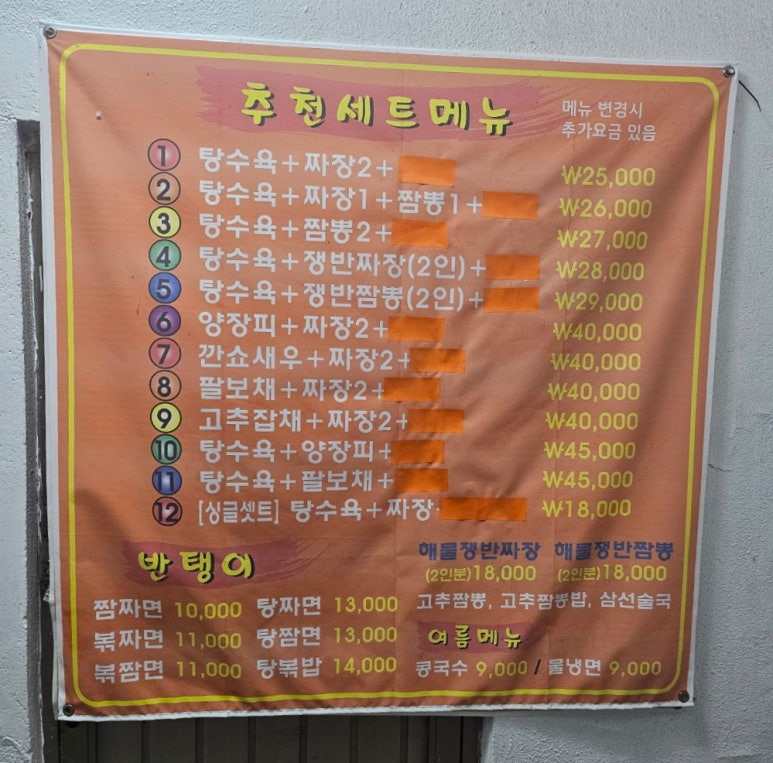 추천세트메뉴
메뉴 변경시
추가요금 있음
1 탕수육+짜장2+ ₩25,000
2 탕수육+짜장1+짬뽕1+ ₩26,000
3 탕수육+짬뽕2+ ₩27,000
4 탕수육+쟁반짜장(2인)+ ₩28,000
5 탕수육+쟁반짬뽕(2인)+ ₩29,000
6 양장피+짜장2+ ₩40,000
7 깐쇼새우+짜장2+ ₩40,000
8 팔보채+짜장2+ ₩40,000
9 고추잡채+짜장2+ ₩40,000
10 탕수육+양장피+ ₩45,000
11 탕수육+팔보채+ ₩45,000
12 [싱글셋트] 탕수육+짜장 ₩18,000
반탱이
짬짜면 10,000 탕짜면 13,000
볶짜면 11,000 탕짬면 13,000
볶짬면 11,000 탕볶밥 14,000
해물쟁반짜장 해물쟁반짬뽕
(2인분)18,000 (2인분)18,000
고추짬뽕, 고추짬뽕밥, 삼선술국
여름메뉴
콩국수 9,000 / 물냉면 9,000